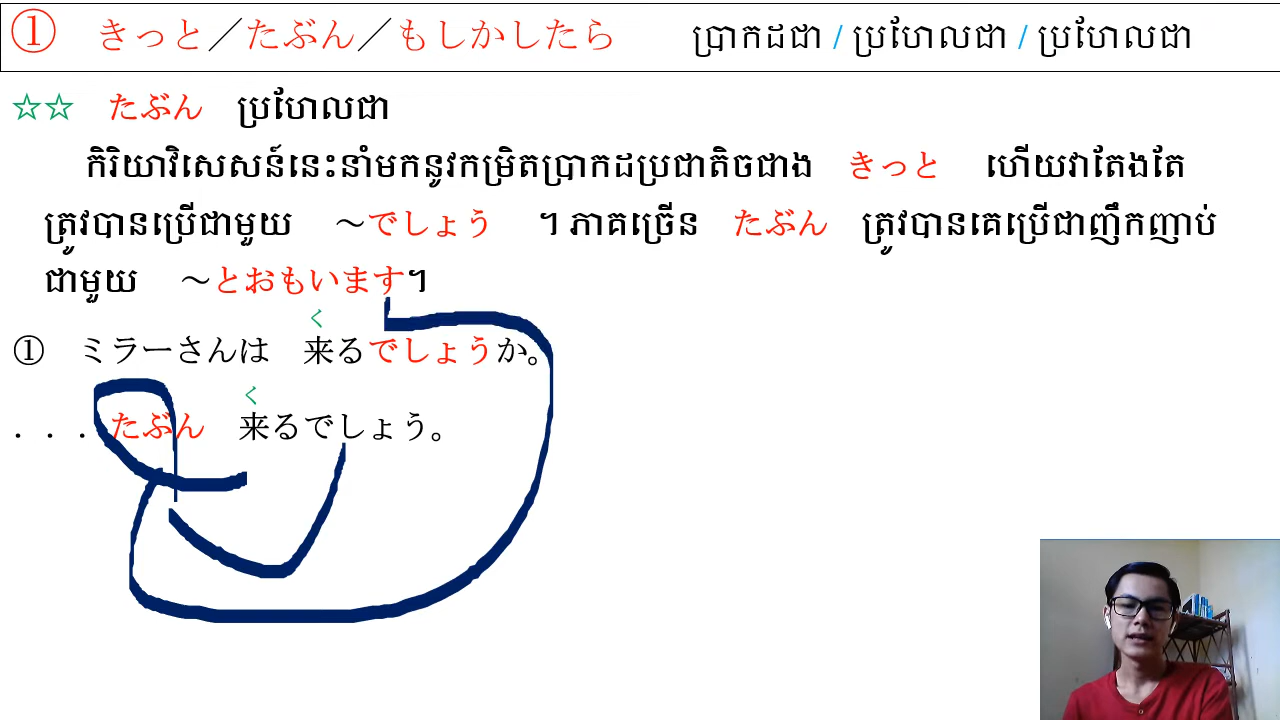 ① きっと／たぶん／もしかしたら ប្រាកដជា / ប្រហែលជា / ប្រហែលជា
☆☆ たぶん ប្រហែលជា
កិរិយាវិសេសន៍នេះនាំមកនូវកម្រិតប្រាកដប្រជាតិចជាង きっと ហើយវាតែងតែ
ត្រូវបានប្រើជាមួយ ～でしょう ។ ភាគច្រើន たぶん ត្រូវបានគេប្រើជាញឹកញាប់
ជាមួយ ～とおもいます។
く
① ミラーさんは 来るでしょうか。
く
．．．たぶん 来るでしょう。